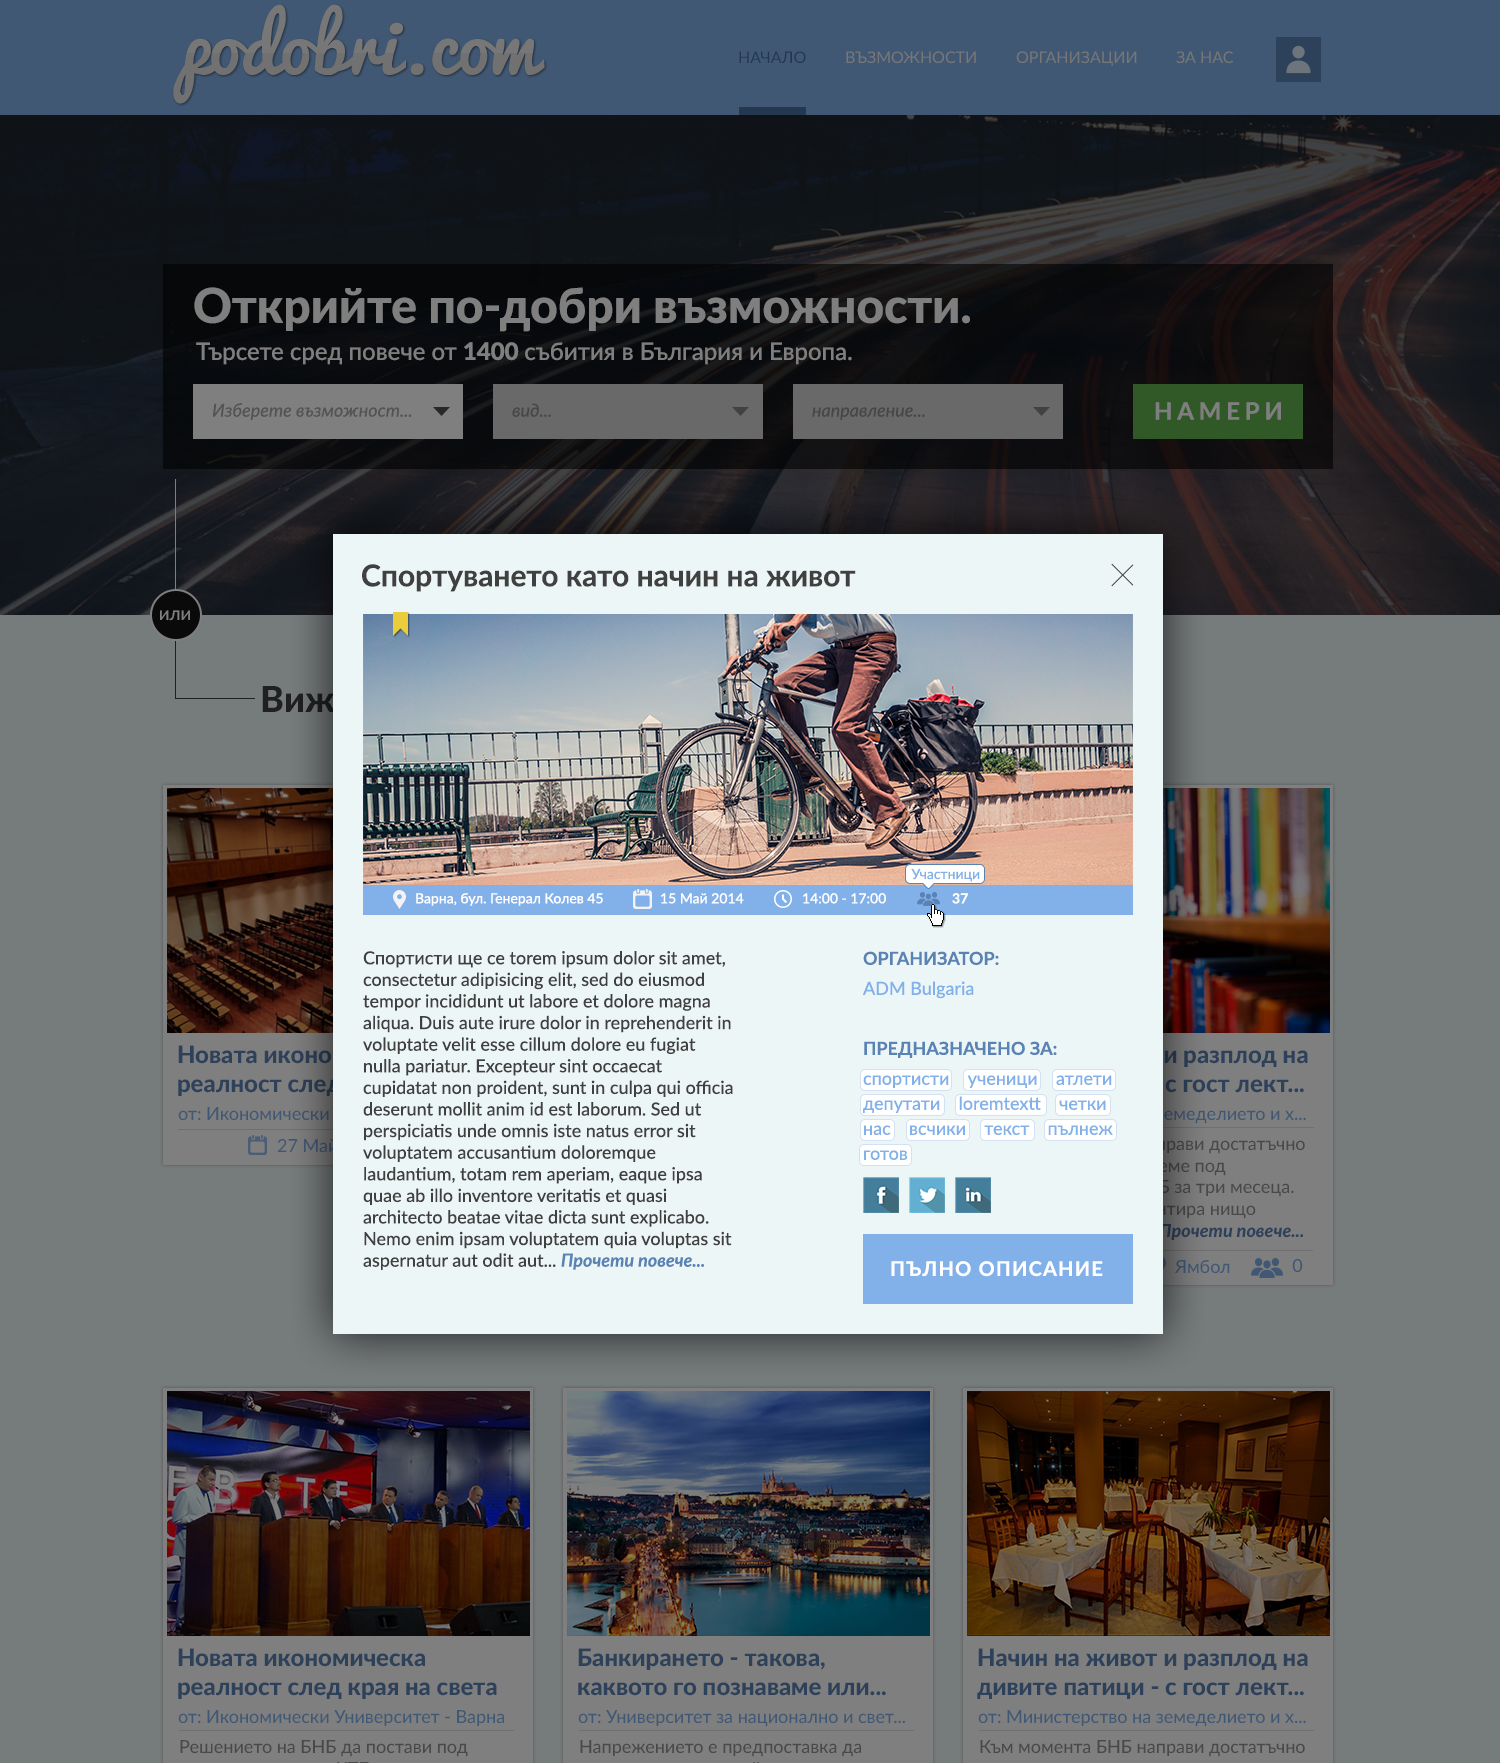 podobri.com
НАЧАЛО
ВЪЗМОЖНОСТИ
ОРГАНИЗАЦИИ
ЗА НАС
Открийте по-добри възможности.
Търсете сред повече от 1400 събития в България и Европа.
Изберете възможност...
вид...
направление...
НАМЕРИ
ИЛИ
Виж
Спортуването като начин на живот
Участници
Варна, бул. Генерал Колев 45
15 Май 2014
14:00 - 17:00
37
Спортисти ще се torem ipsum dolor sit amet,
consectetur adipisicing elit, sed do eiusmod
tempor incididunt ut labore et dolore magna
aliqua. Duis aute irure dolor in reprehenderit in
voluptate velit esse cillum dolore eu fugiat
nulla pariatur. Excepteur sint occaecat
cupidatat non proident, sunt in culpa qui officia
deserunt mollit anim id est laborum. Sed ut
perspiciatis unde omnis iste natus error sit
voluptatem accusantium doloremque
laudantium, totam rem aperiam, eaque ipsa
quae ab illo inventore veritatis et quasi
architecto beatae vitae dicta sunt explicabo.
Nemo enim ipsam voluptatem quia voluptas sit
aspernatur aut odit aut... Прочети повече...
ОРГАНИЗАТОР:
ADM Bulgaria
ПРЕДНАЗНАЧЕНО ЗА:
спортисти ученици атлети
депутати loremtextt четки
нас всчики текст пълнеж
готов
ПЪЛНО ОПИСАНИЕ
Новата иконо
реалност след
от: Икономически
27 Май
и разплод на
с гост лект...
земеделието и х...
прави достатъчно
еме под
Б за три месеца.
нтира нищо
Прочети повече...
Ямбол
0
Новата икономическа
реалност след края на света
от: Икономически Университет - Варна
Решението на БНБ да постави под
Банкирането - такова,
каквото го познаваме или...
от: Университет за национално и свет...
Напрежението е предпоставка да
Начин на живот и разплод на
дивите патици - с гост лект...
от: Министерство на земеделието и х...
Към момента БНБ направи достатъчно